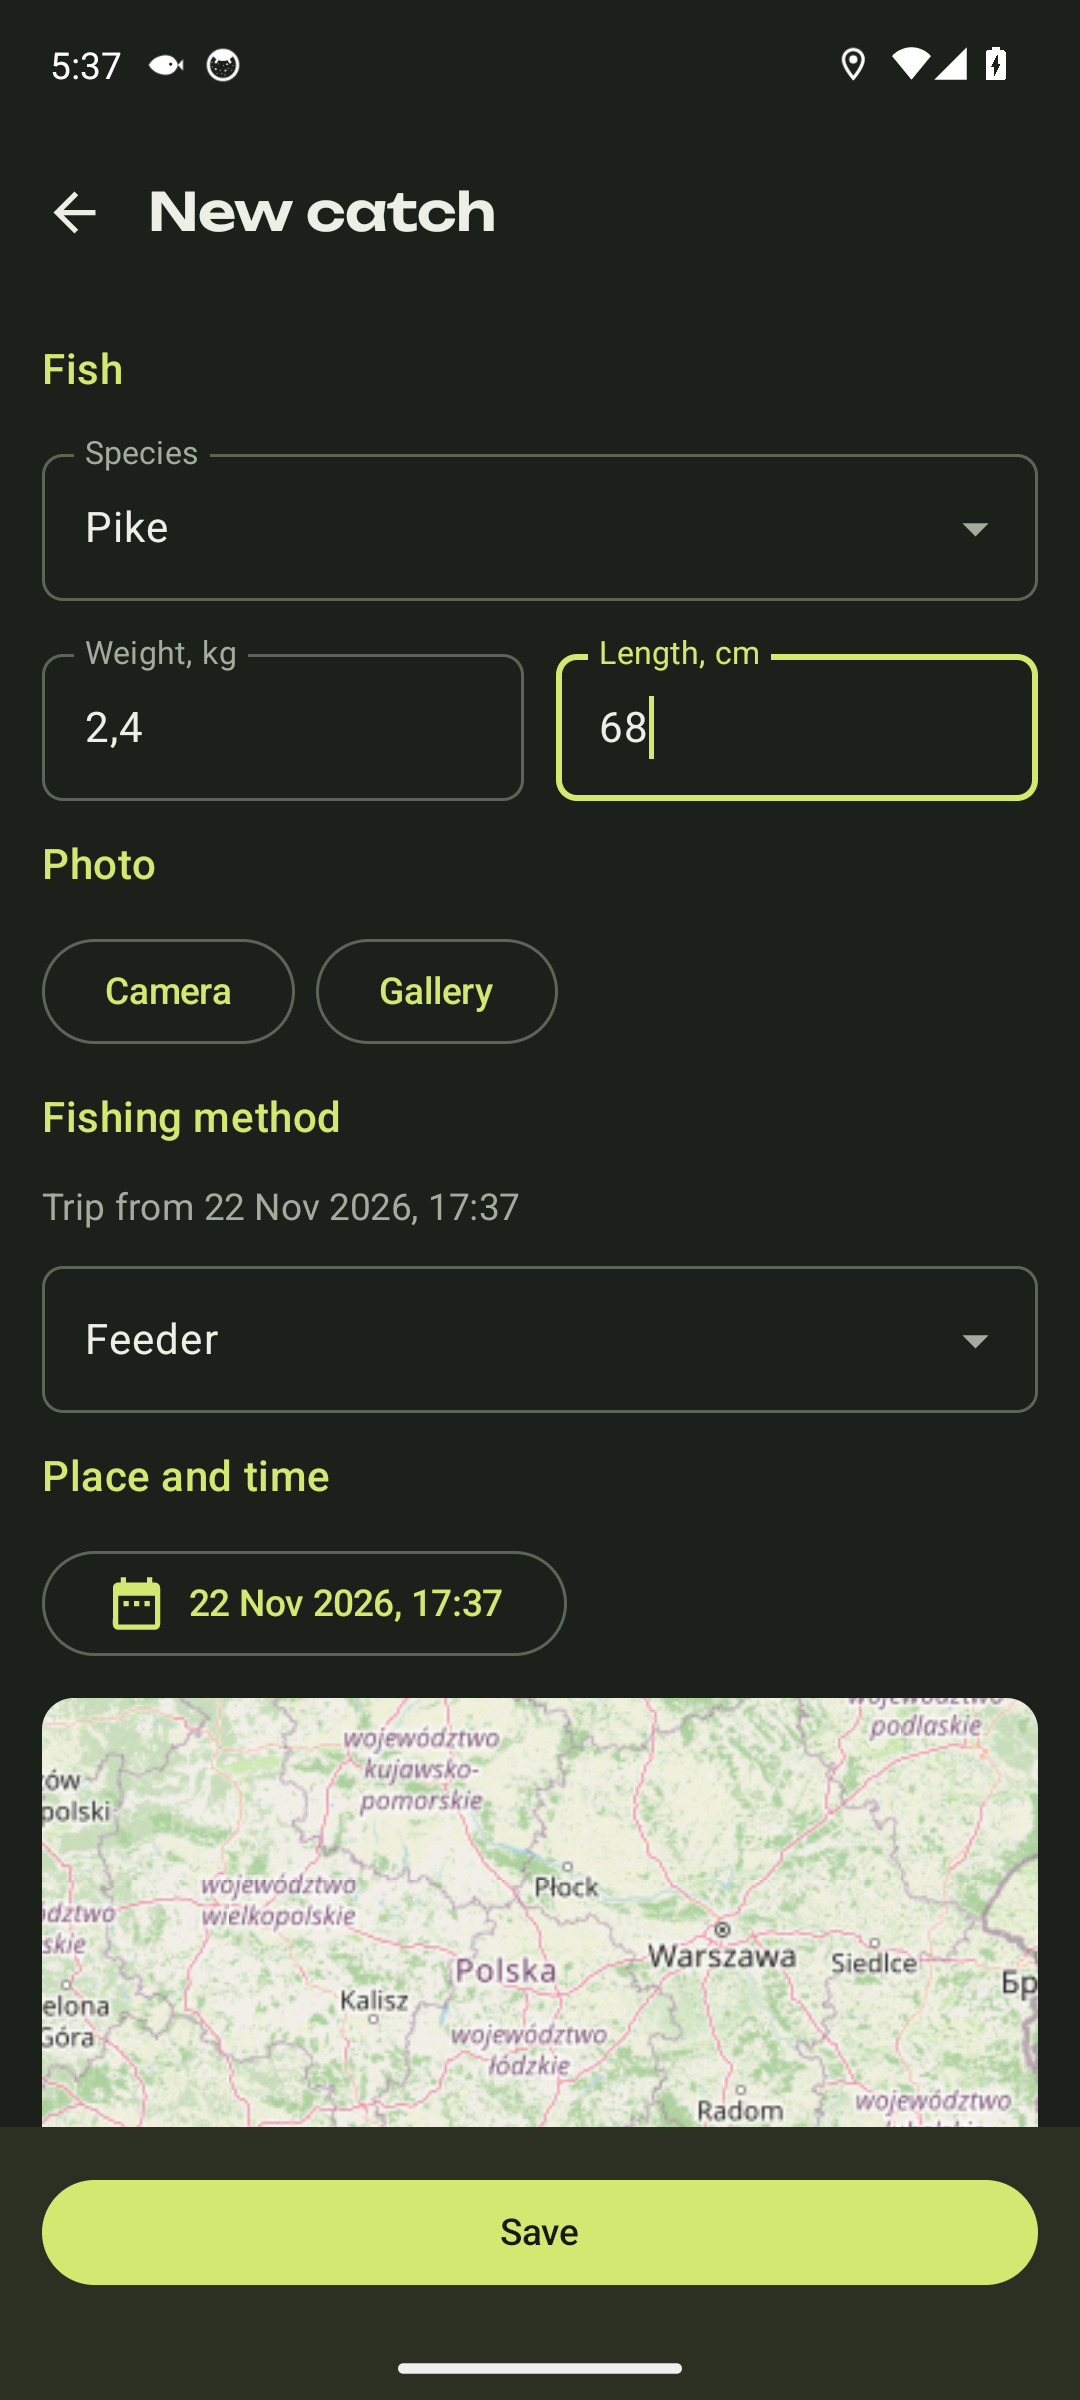 5:37
New catch
Fish
Species
Pike
Weight, kg
2,4
Length, cm
68
Photo
Camera
Gallery
Fishing method
Trip from 22 Nov 2026, 17:37
Feeder
Place and time
22 Nov 2026, 17:37
podlaskie
województwo
kujawsko-
pomorskie
ów
polski
Płock
województwo
wielkopolskie
dztwo
skie
Warszawa
Siedlce
Polska
Бр
elona
Góra
Kalisz
województwo
łódzkie
Radom
województwo
Save